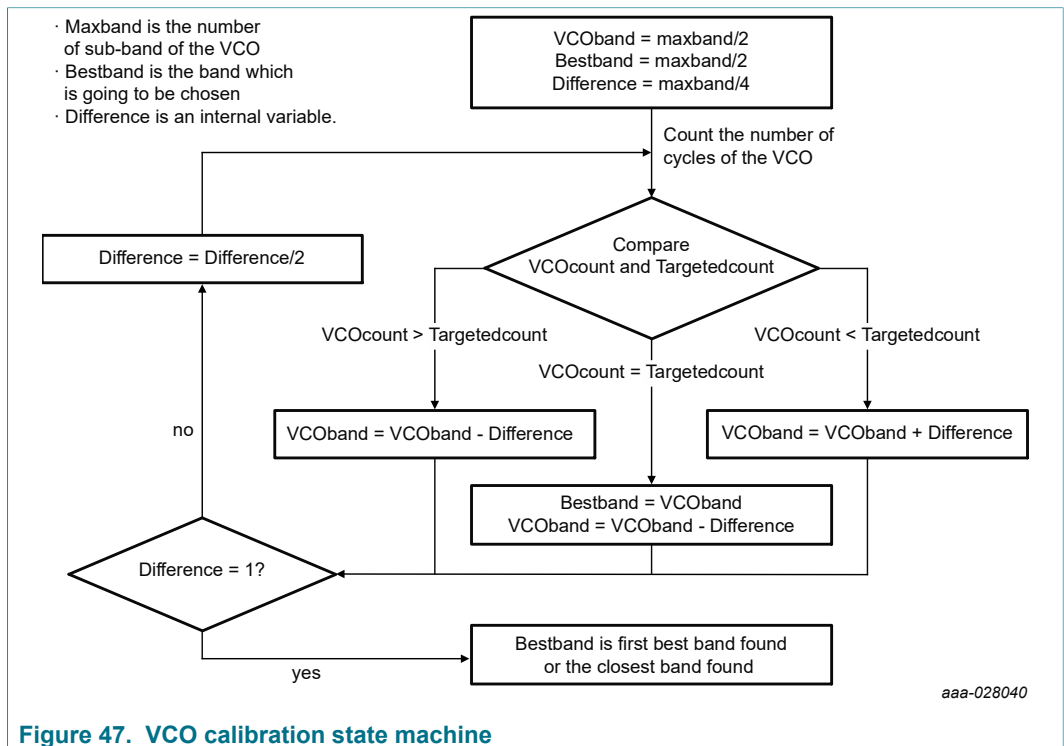 · Maxband is the number
of sub-band of the VCO
· Bestband is the band which
is going to be chosen
· Difference is an internal variable.
VCOband = maxband/2
Bestband = maxband/2
Difference = maxband/4
Count the number of
cycles of the VCO
Difference = Difference/2
Compare
VCOcount and Targetedcount
VCOcount > Targetedcount
VCOcount < Targetedcount
VCOcount = Targetedcount
no
VCOband = VCOband - Difference
VCOband = VCOband + Difference
Bestband = VCOband
VCOband = VCOband - Difference
Difference = 1?
yes
Bestband is first best band found
or the closest band found
aaa-028040
Figure 47. VCO calibration state machine